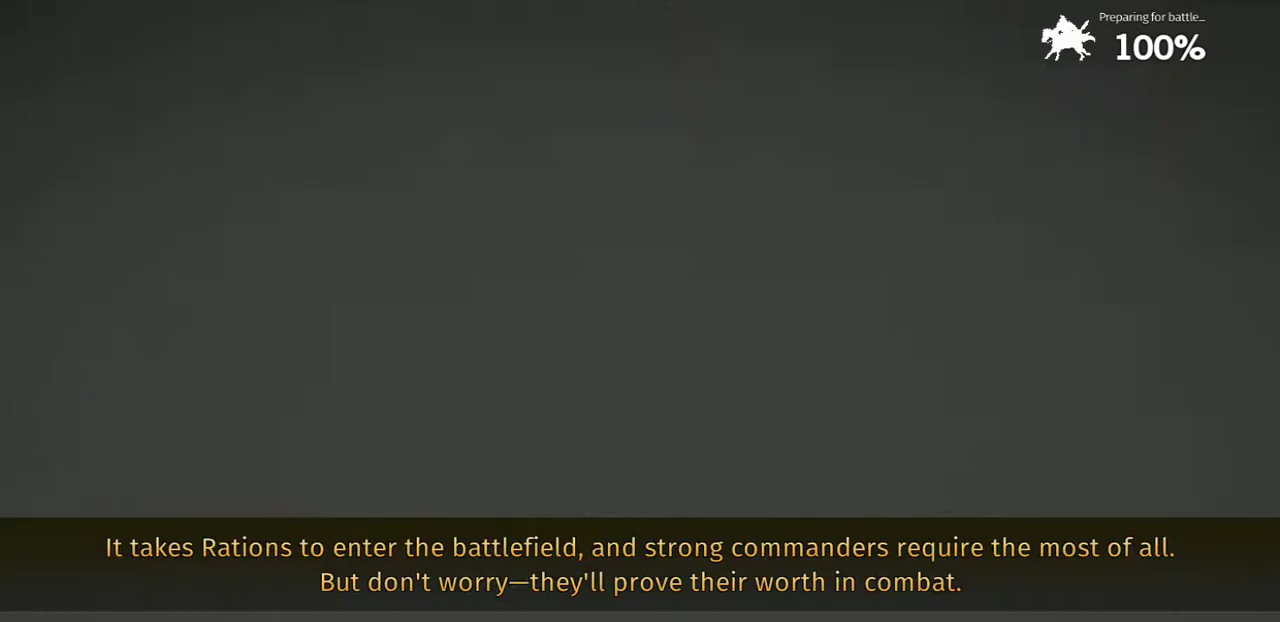 Preparing for battle...
100%
It takes Rations to enter the battlefield, and strong commanders require the most of all.
But don't worry—they'll prove their worth in combat.